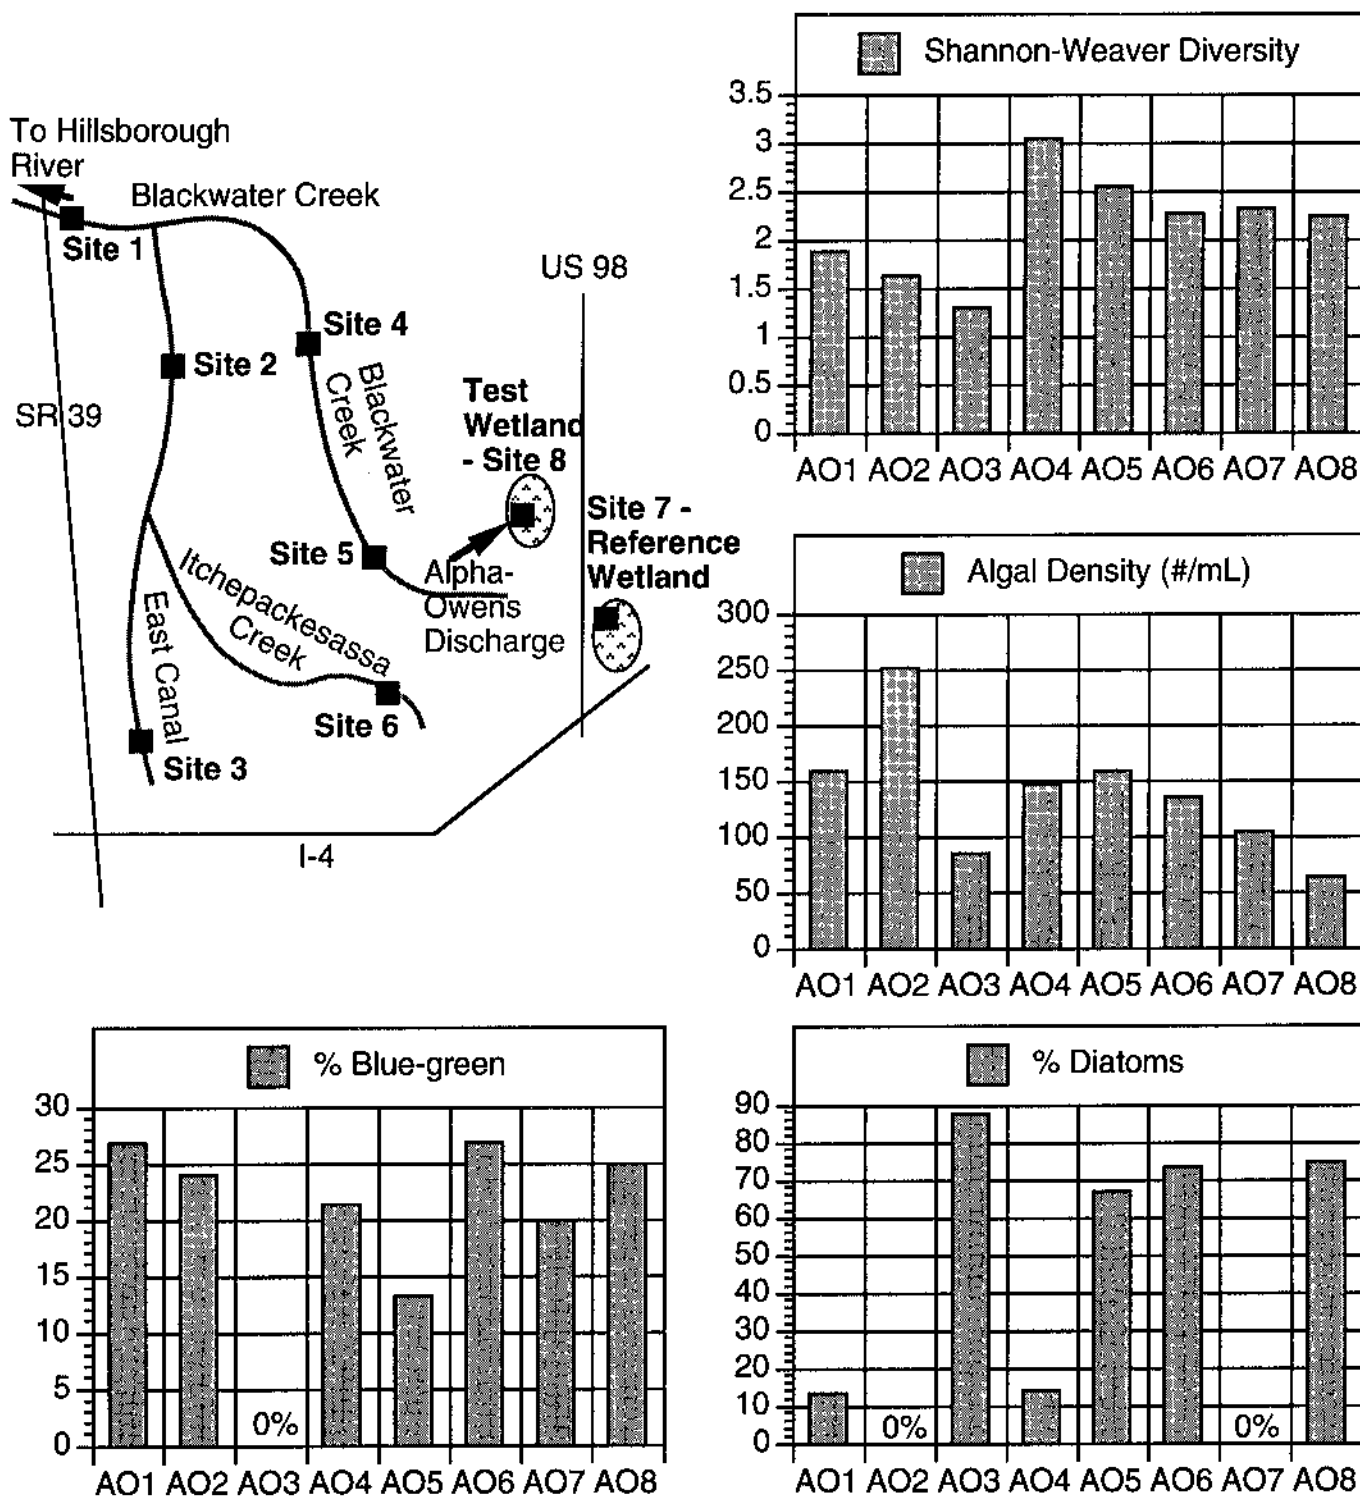 To Hillsborough
River
Blackwater Creek
Site 1
US 98
Site 4
Site 2
Blackwater
Creek
SR 39
Test
Wetland
- Site 8
Site 7 -
Reference
Wetland
Site 5
Alpha-
Owens
Discharge
Itchepackesassa
Creek
East Canal
Site 6
Site 3
I-4
Shannon-Weaver Diversity
3.5
3
2.5
2
1.5
1
0.5
0
AO1 AO2 AO3 AO4 AO5 AO6 AO7 AO8
Algal Density (#/mL)
300
250
200
150
100
50
0
AO1 AO2 AO3 AO4 AO5 AO6 AO7 AO8
% Blue-green
30
25
20
15
10
5
0
0%
AO1 AO2 AO3 AO4 AO5 AO6 AO7 AO8
% Diatoms
90
80
70
60
50
40
30
20
10
0
0% 0%
AO1 AO2 AO3 AO4 AO5 AO6 AO7 AO8